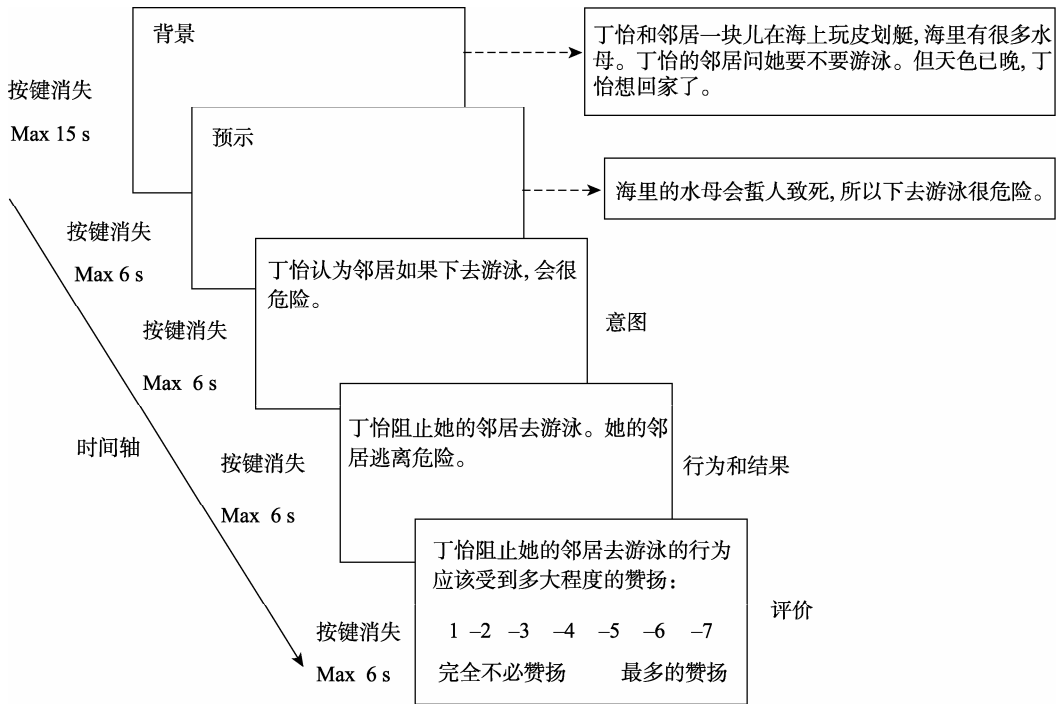 背景
丁怡和邻居一块儿在海上玩皮划艇, 海里有很多水
母。丁怡的邻居问她要不要游泳。但天色已晚, 丁
怡想回家了。
按键消失
Max 15 s
预示
海里的水母会蜇人致死, 所以下去游泳很危险。
按键消失
Max 6 s
丁怡认为邻居如果下去游泳, 会很
危险。
意图
按键消失
Max 6 s
丁怡阻止她的邻居去游泳。她的邻
居逃离危险。
行为和结果
时间轴
按键消失
Max 6 s
丁怡阻止她的邻居去游泳的行为
应该受到多大程度的赞扬：
1 –2 –3 –4 –5 –6 –7
完全不必赞扬 最多的赞扬
评价
按键消失
Max 6 s